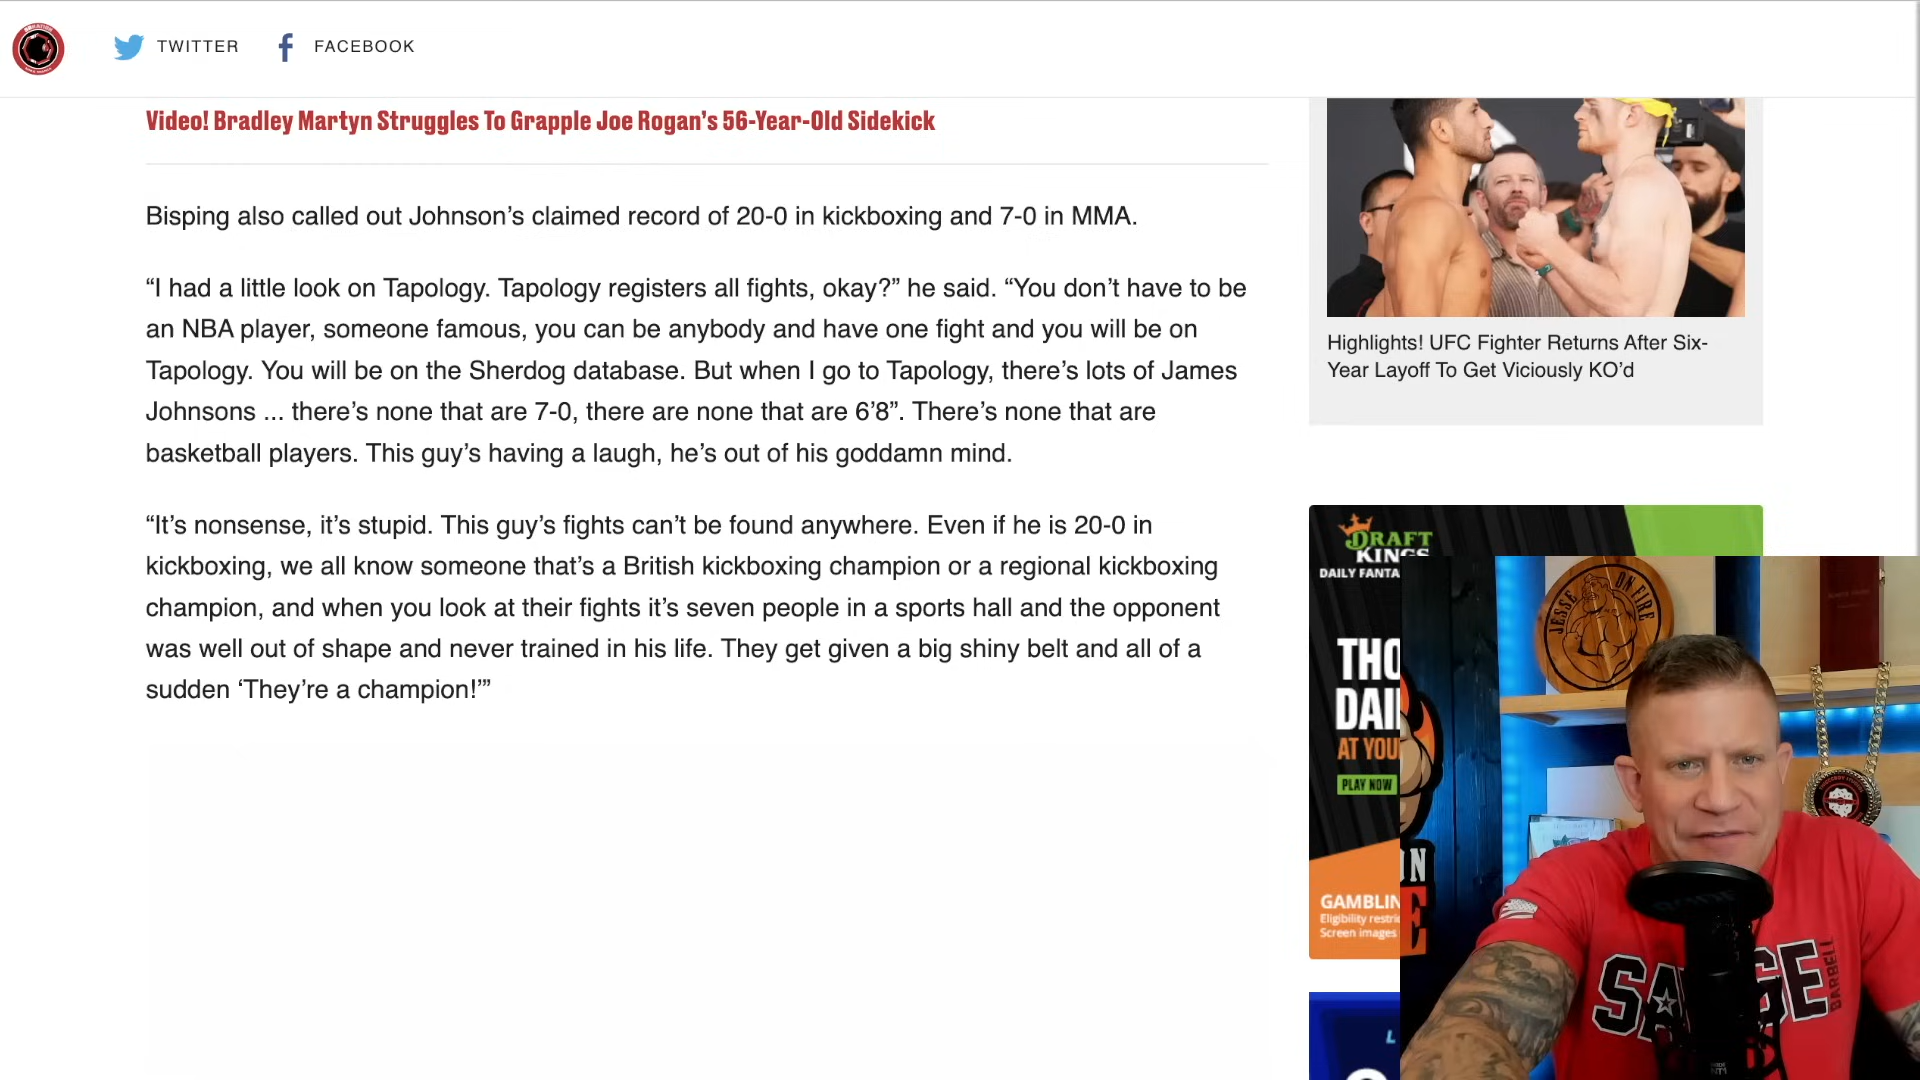 TWITTER
FACEBOOK
Video! Bradley Martyn Struggles To Grapple Joe Rogan’s 56-Year-Old Sidekick
Bisping also called out Johnson’s claimed record of 20-0 in kickboxing and 7-0 in MMA.
“I had a little look on Tapology. Tapology registers all fights, okay?” he said. “You don’t have to be
an NBA player, someone famous, you can be anybody and have one fight and you will be on
Tapology. You will be on the Sherdog database. But when I go to Tapology, there’s lots of James
Johnsons ... there’s none that are 7-0, there are none that are 6’8”. There’s none that are
basketball players. This guy’s having a laugh, he’s out of his goddamn mind.
“It’s nonsense, it’s stupid. This guy’s fights can’t be found anywhere. Even if he is 20-0 in
kickboxing, we all know someone that’s a British kickboxing champion or a regional kickboxing
champion, and when you look at their fights it’s seven people in a sports hall and the opponent
was well out of shape and never trained in his life. They get given a big shiny belt and all of a
sudden ‘They’re a champion!’”
Highlights! UFC Fighter Returns After Six-
Year Layoff To Get Viciously KO’d
DRAFT
KINGS
DAILY FANTA
THO
DAI
AT YOU
PLAY NOW
GAMBLIN
Eligibility restri
Screen images
JESSE ON FIRE
SA GE
BARBELL